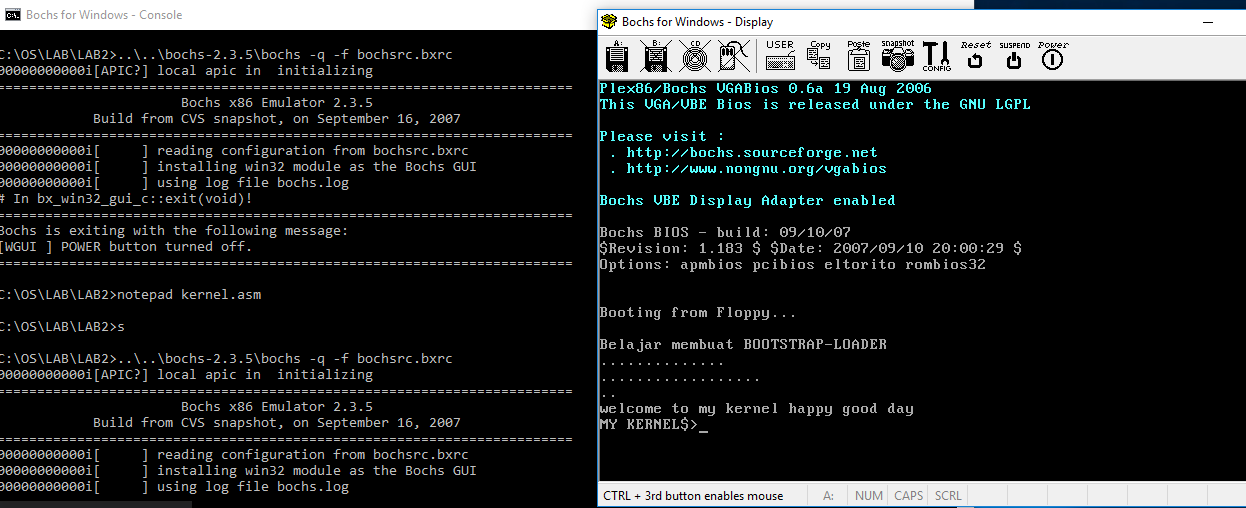 Bochs for Windows - Console
C:\OS\LAB\LAB2>..\..\bochs-2.3.5\bochs -q -f bochsrc.bxrc
00000000000i[APIC?] local apic in  initializing
========================================================================
Bochs x86 Emulator 2.3.5
Build from CVS snapshot, on September 16, 2007
========================================================================
00000000000i[     ] reading configuration from bochsrc.bxrc
00000000000i[     ] installing win32 module as the Bochs GUI
00000000000i[     ] using log file bochs.log
# In bx_win32_gui_c::exit(void)!
========================================================================
Bochs is exiting with the following message:
[WGUI ] POWER button turned off.
========================================================================
C:\OS\LAB\LAB2>notepad kernel.asm
C:\OS\LAB\LAB2>s
C:\OS\LAB\LAB2>..\..\bochs-2.3.5\bochs -q -f bochsrc.bxrc
00000000000i[APIC?] local apic in  initializing
========================================================================
Bochs x86 Emulator 2.3.5
Build from CVS snapshot, on September 16, 2007
========================================================================
00000000000i[     ] reading configuration from bochsrc.bxrc
00000000000i[     ] installing win32 module as the Bochs GUI
00000000000i[     ] using log file bochs.log
Bochs for Windows - Display
A: B: CD USER Copy Paste snapshot CONFIG Reset SUSPEND Power
Plex86/Bochs VGABios 0.6a 19 Aug 2006
This VGA/VBE Bios is released under the GNU LGPL
Please visit :
. http://bochs.sourceforge.net
. http://www.nongnu.org/vgabios
Bochs VBE Display Adapter enabled
Bochs BIOS - build: 09/10/07
$Revision: 1.183 $ $Date: 2007/09/10 20:00:29 $
Options: apmbios pcibios eltorito rombios32
Booting from Floppy...
Belajar membuat BOOTSTRAP-LOADER
..............
..................
..
welcome to my kernel happy good day
MY KERNEL$>_
CTRL + 3rd button enables mouse A: NUM CAPS SCRL